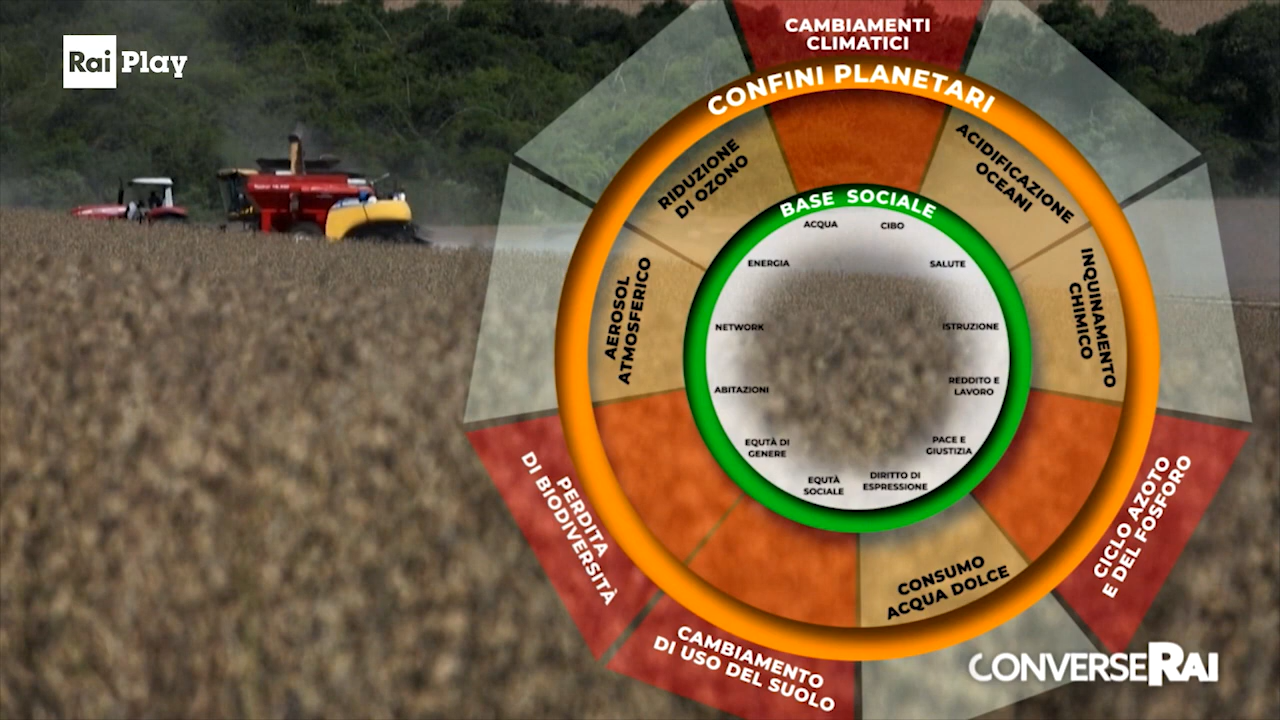 Rai Play
CAMBIAMENTI
CLIMATICI
CONFINI PLANETARI
RIDUZIONE
DI OZONO
ACIDIFICAZIONE
OCEANI
AEROSOL
ATMOSFERICO
INQUINAMENTO
CHIMICO
BASE SOCIALE
ACQUA
CIBO
ENERGIA
SALUTE
NETWORK
ISTRUZIONE
ABITAZIONI
REDDITO E
LAVORO
EQUTÀ DI
GENERE
PACE E
GIUSTIZIA
EQUTÀ
SOCIALE
DIRITTO DI
ESPRESSIONE
PERDITA
DI BIODIVERSITÀ
CICLO AZOTO
E DEL FOSFORO
CONSUMO
ACQUA DOLCE
CAMBIAMENTO
DI USO DEL SUOLO
CONVERSERAI